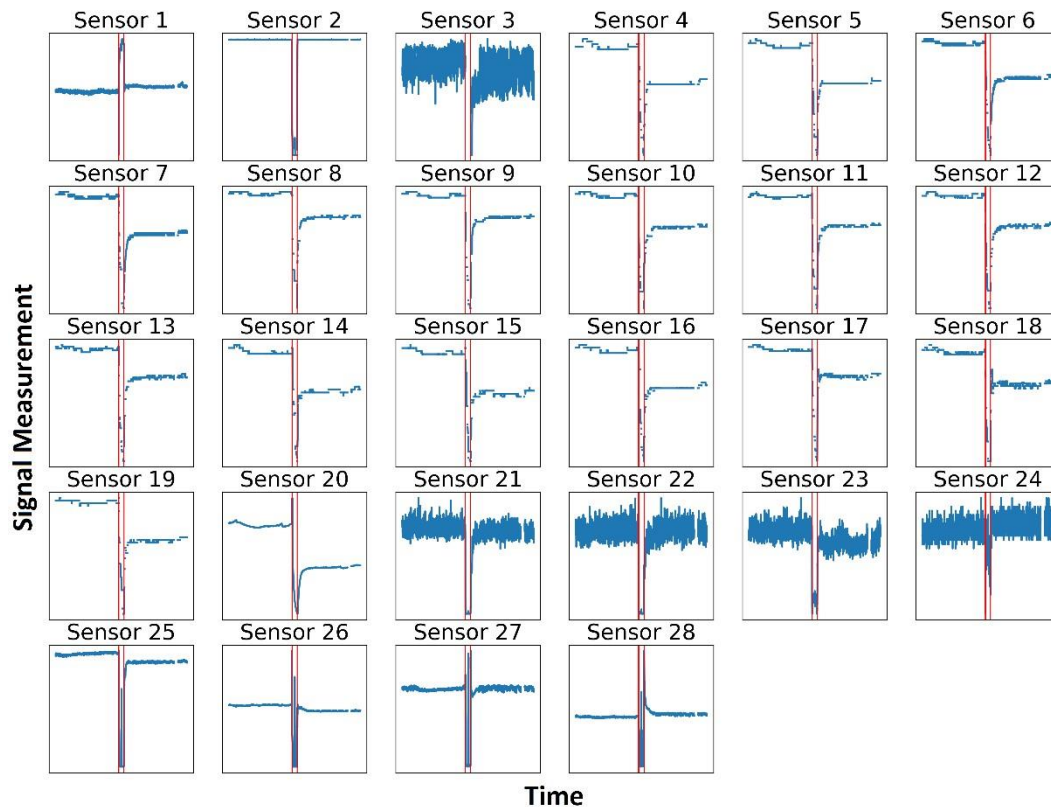 Sensor 1 Sensor 2 Sensor 3 Sensor 4 Sensor 5 Sensor 6
Sensor 7 Sensor 8 Sensor 9 Sensor 10 Sensor 11 Sensor 12
Sensor 13 Sensor 14 Sensor 15 Sensor 16 Sensor 17 Sensor 18
Sensor 19 Sensor 20 Sensor 21 Sensor 22 Sensor 23 Sensor 24
Sensor 25 Sensor 26 Sensor 27 Sensor 28
Signal Measurement
Time